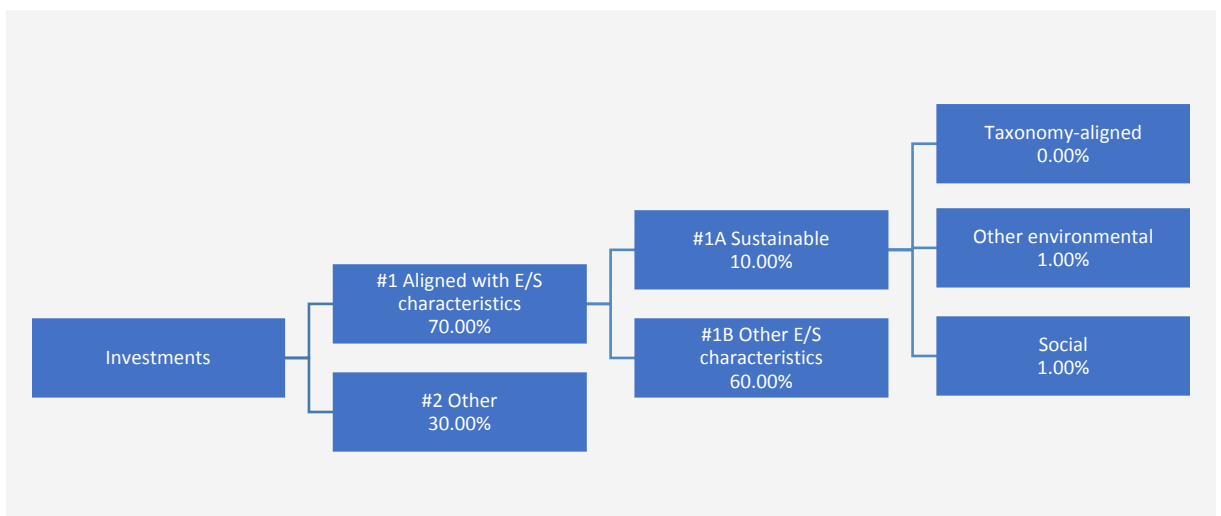 Investments
#1 Aligned with E/S
characteristics
70.00%
#2 Other
30.00%
#1A Sustainable
10.00%
#1B Other E/S
characteristics
60.00%
Taxonomy-aligned
0.00%
Other environmental
1.00%
Social
1.00%